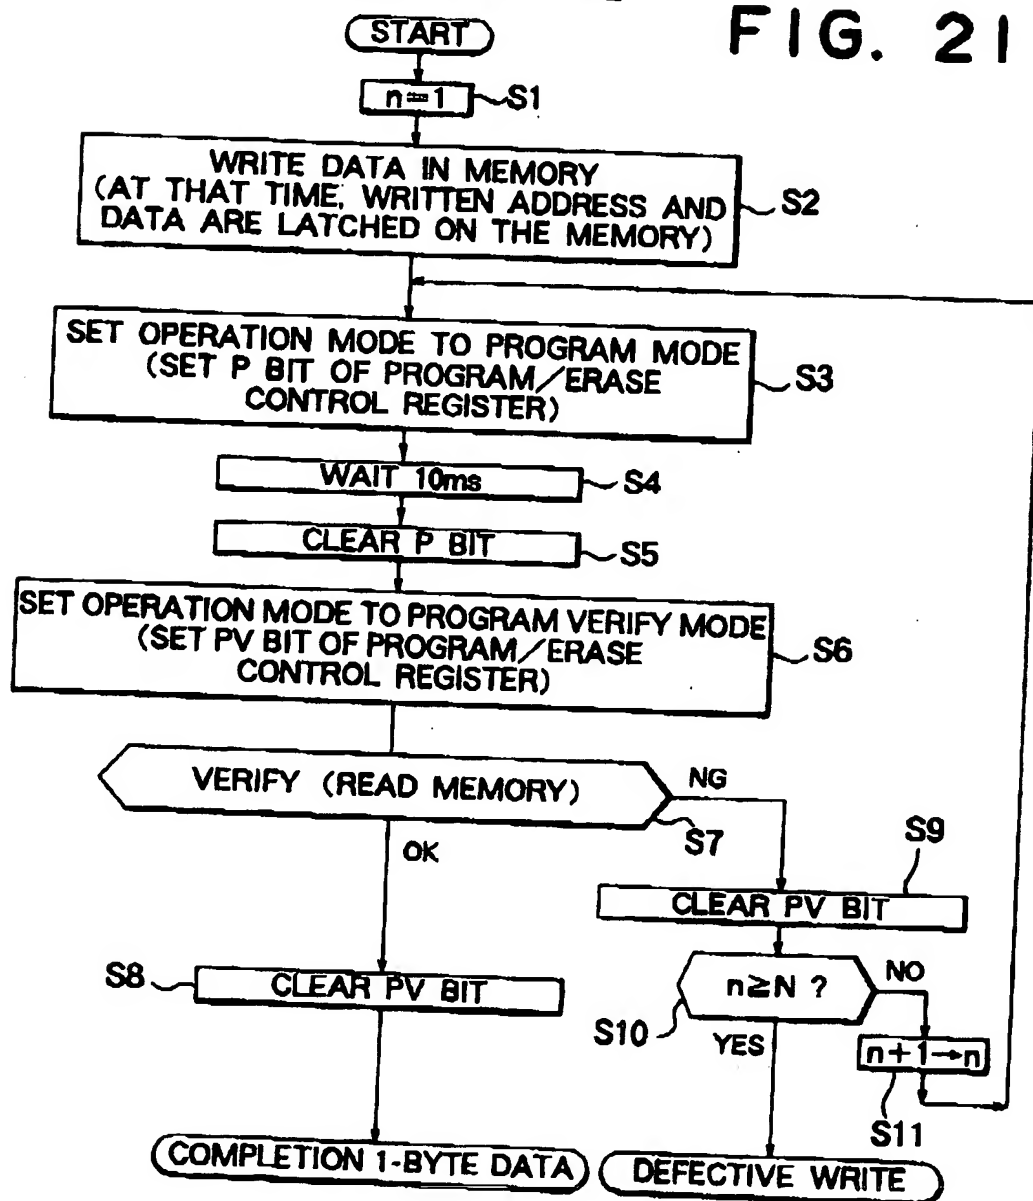 FIG. 21
START
n=1
S1
WRITE DATA IN MEMORY
(AT THAT TIME, WRITTEN ADDRESS AND
DATA ARE LATCHED ON THE MEMORY)
S2
SET OPERATION MODE TO PROGRAM MODE
(SET P BIT OF PROGRAM/ERASE
CONTROL REGISTER)
S3
WAIT 10ms
S4
CLEAR P BIT
S5
SET OPERATION MODE TO PROGRAM VERIFY MODE
(SET PV BIT OF PROGRAM/ERASE
CONTROL REGISTER)
S6
VERIFY (READ MEMORY)
NG
S7
OK
S9
CLEAR PV BIT
S8
CLEAR PV BIT
n≧N ?
NO
S10
YES
n+1→n
S11
COMPLETION 1-BYTE DATA
DEFECTIVE WRITE